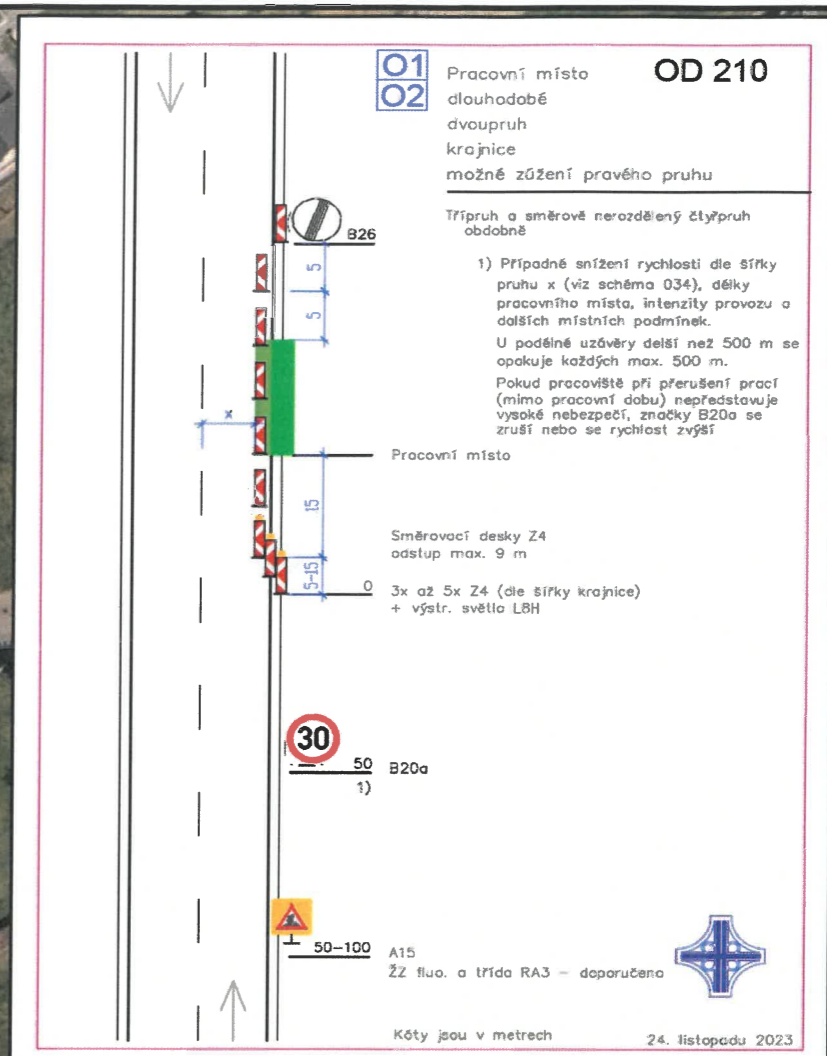 O1
O2
Pracovní místo
OD 210
dlouhodobé
dvoupruh
krajnice
možné zúžení pravého pruhu
Třípruh a směrově nerozdělený čtyřpruh
obdobně
1) Případné snížení rychlosti dle šířky
pruhu x (viz schéma 034), délky
pracovního místa, intenzity provozu a
dalších místních podmínek.
U podélné uzávěry delší než 500 m se
opakuje každých max. 500 m.
Pokud pracoviště při přerušení prací
(mimo pracovní dobu) nepředstavuje
vysoké nebezpečí, značky B20a se
zruší nebo se rychlost zvýší
B26
5
5
x
Pracovní místo
15
Směrovací desky Z4
odstup max. 9 m
5-15
0
3x až 5x Z4 (dle šířky krajnice)
+ výstr. světlo L8H
30
50
B20a
1)
50-100
A15
ŽZ fluo. a třída RA3 - doporučeno
Kóty jsou v metrech
24. listopadu 2023